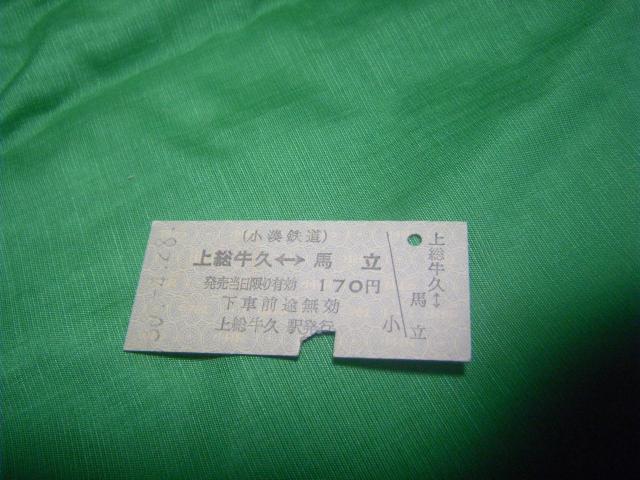 (小湊鉄道)
上総牛久↔馬立
発売当日限り有効 170円
下車前途無効
上総牛久駅発行
上総牛久↔馬立
小